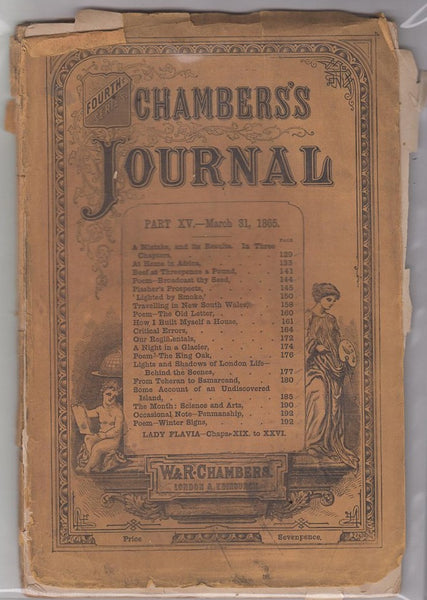 FOURTH
SERIES
CHAMBERS'S
JOURNAL
PART XV.—March 31, 1865.
PAGE
A Mistake, and its Results. In Three
Chapters, 129
At Home in Africa, 133
Beef at Threepence a Pound, 141
Poem—Broadcast thy Seed, 144
Plasher's Prospects, 145
'Lighted by Smoke,' 150
Travelling in New South Wales, 158
Poem—The Old Letter, 160
How I Built Myself a House, 161
Critical Errors, 164
Our Regimentals, 172
A Night in a Glacier, 174
Poem—The King Oak, 176
Lights and Shadows of London Life—
Behind the Scenes, 177
From Teheran to Samarcand, 180
Some Account of an Undiscovered
Island, 185
The Month: Science and Arts, 190
Occasional Note—Penmanship, 192
Poem—Winter Signs, 192
LADY FLAVIA—Chaps. XIX. to XXVI.
W & R. CHAMBERS.
LONDON & EDINBURGH.
Price Sevenpence.